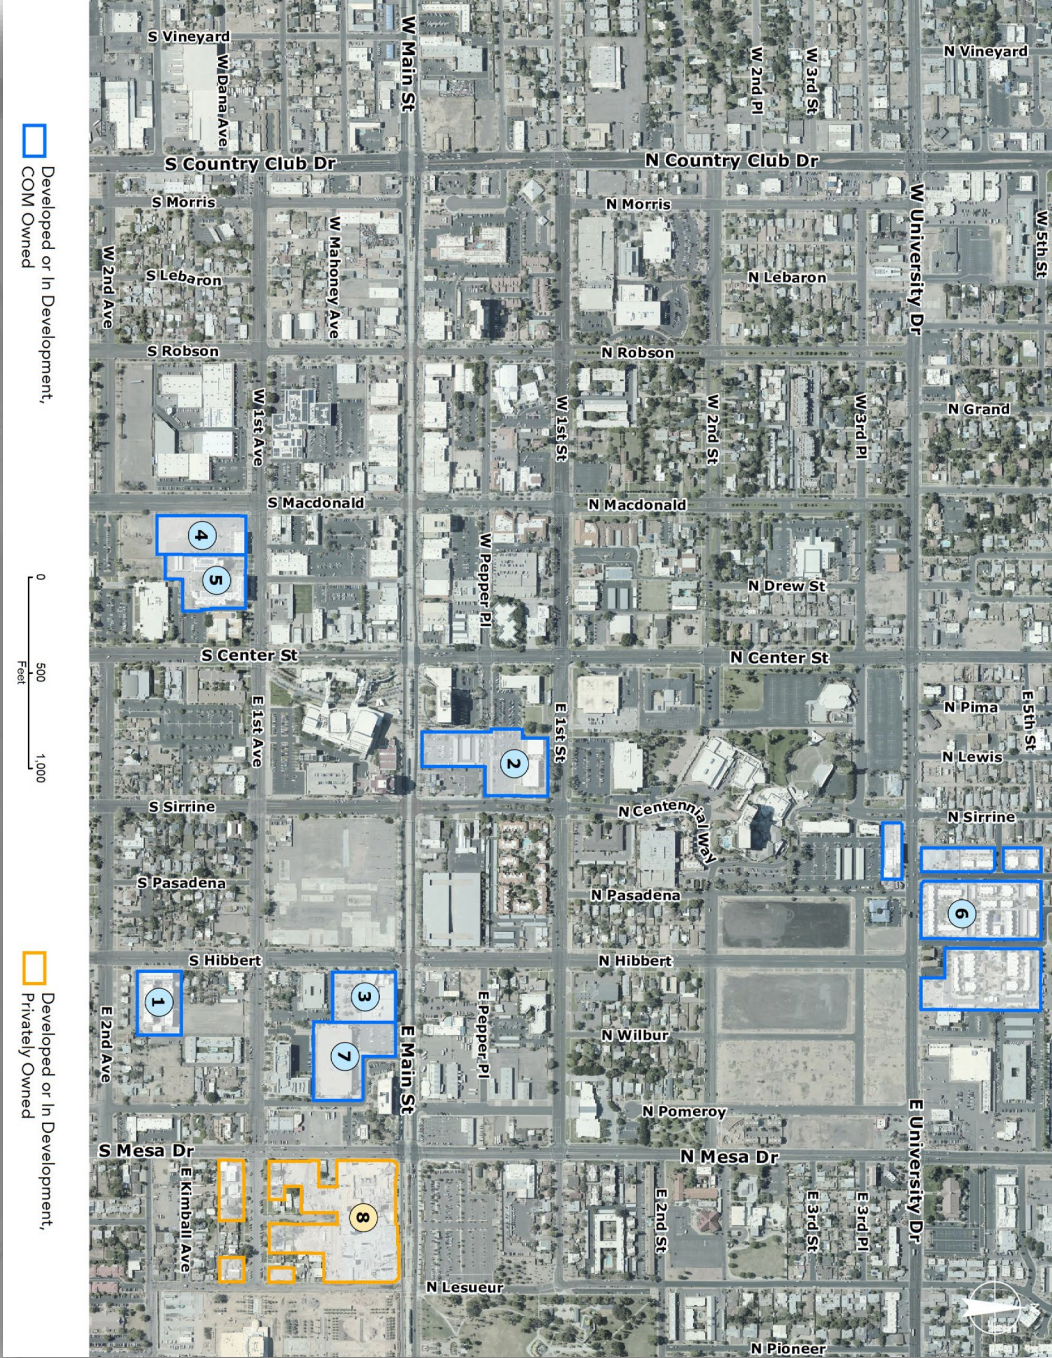 S Vineyard
W Dana Ave
W Main St
W 2nd Pl
W 3rd St
N Vineyard
S Country Club Dr
N Country Club Dr
S Morris
N Morris
W University Dr
W 5th St
W 2nd Ave
S Lebaron
W Mahoney Ave
N Lebaron
S Robson
N Robson
W 1st Ave
W 1st St
W 2nd St
W 3rd Pl
N Grand
S Macdonald
N Macdonald
4
5
W Pepper Pl
N Drew St
S Center St
N Center St
E 1st Ave
E 1st St
2
N Pima
E 5th St
N Lewis
S Sirrine
N Centennial Way
N Sirrine
S Pasadena
N Pasadena
6
S Hibbert
N Hibbert
1
3
7
E 2nd Ave
E Main St
E Pepper Pl
N Wilbur
N Pomeroy
E University Dr
S Mesa Dr
N Mesa Dr
E Kimball Ave
8
E 2nd St
E 3rd St
E 3rd Pl
N Lesueur
N Pioneer
Developed or In Development,
COM Owned
0 500 1,000
Feet
Developed or In Development,
Privately Owned